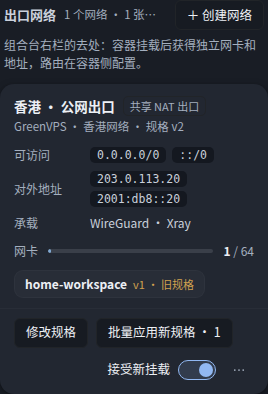 出口网络 1 个网络 • 1 张… + 创建网络
组合台右栏的去处：容器挂载后获得独立网卡和
地址，路由在容器侧配置。
香港 • 公网出口 共享 NAT 出口
GreenVPS • 香港网络 • 规格 v2
可访问 0.0.0.0/0 ::/0
对外地址 203.0.113.20
2001:db8::20
承载 WireGuard • Xray
网卡 1 / 64
home-workspace v1 • 旧规格
修改规格 批量应用新规格 • 1
接受新挂载 …